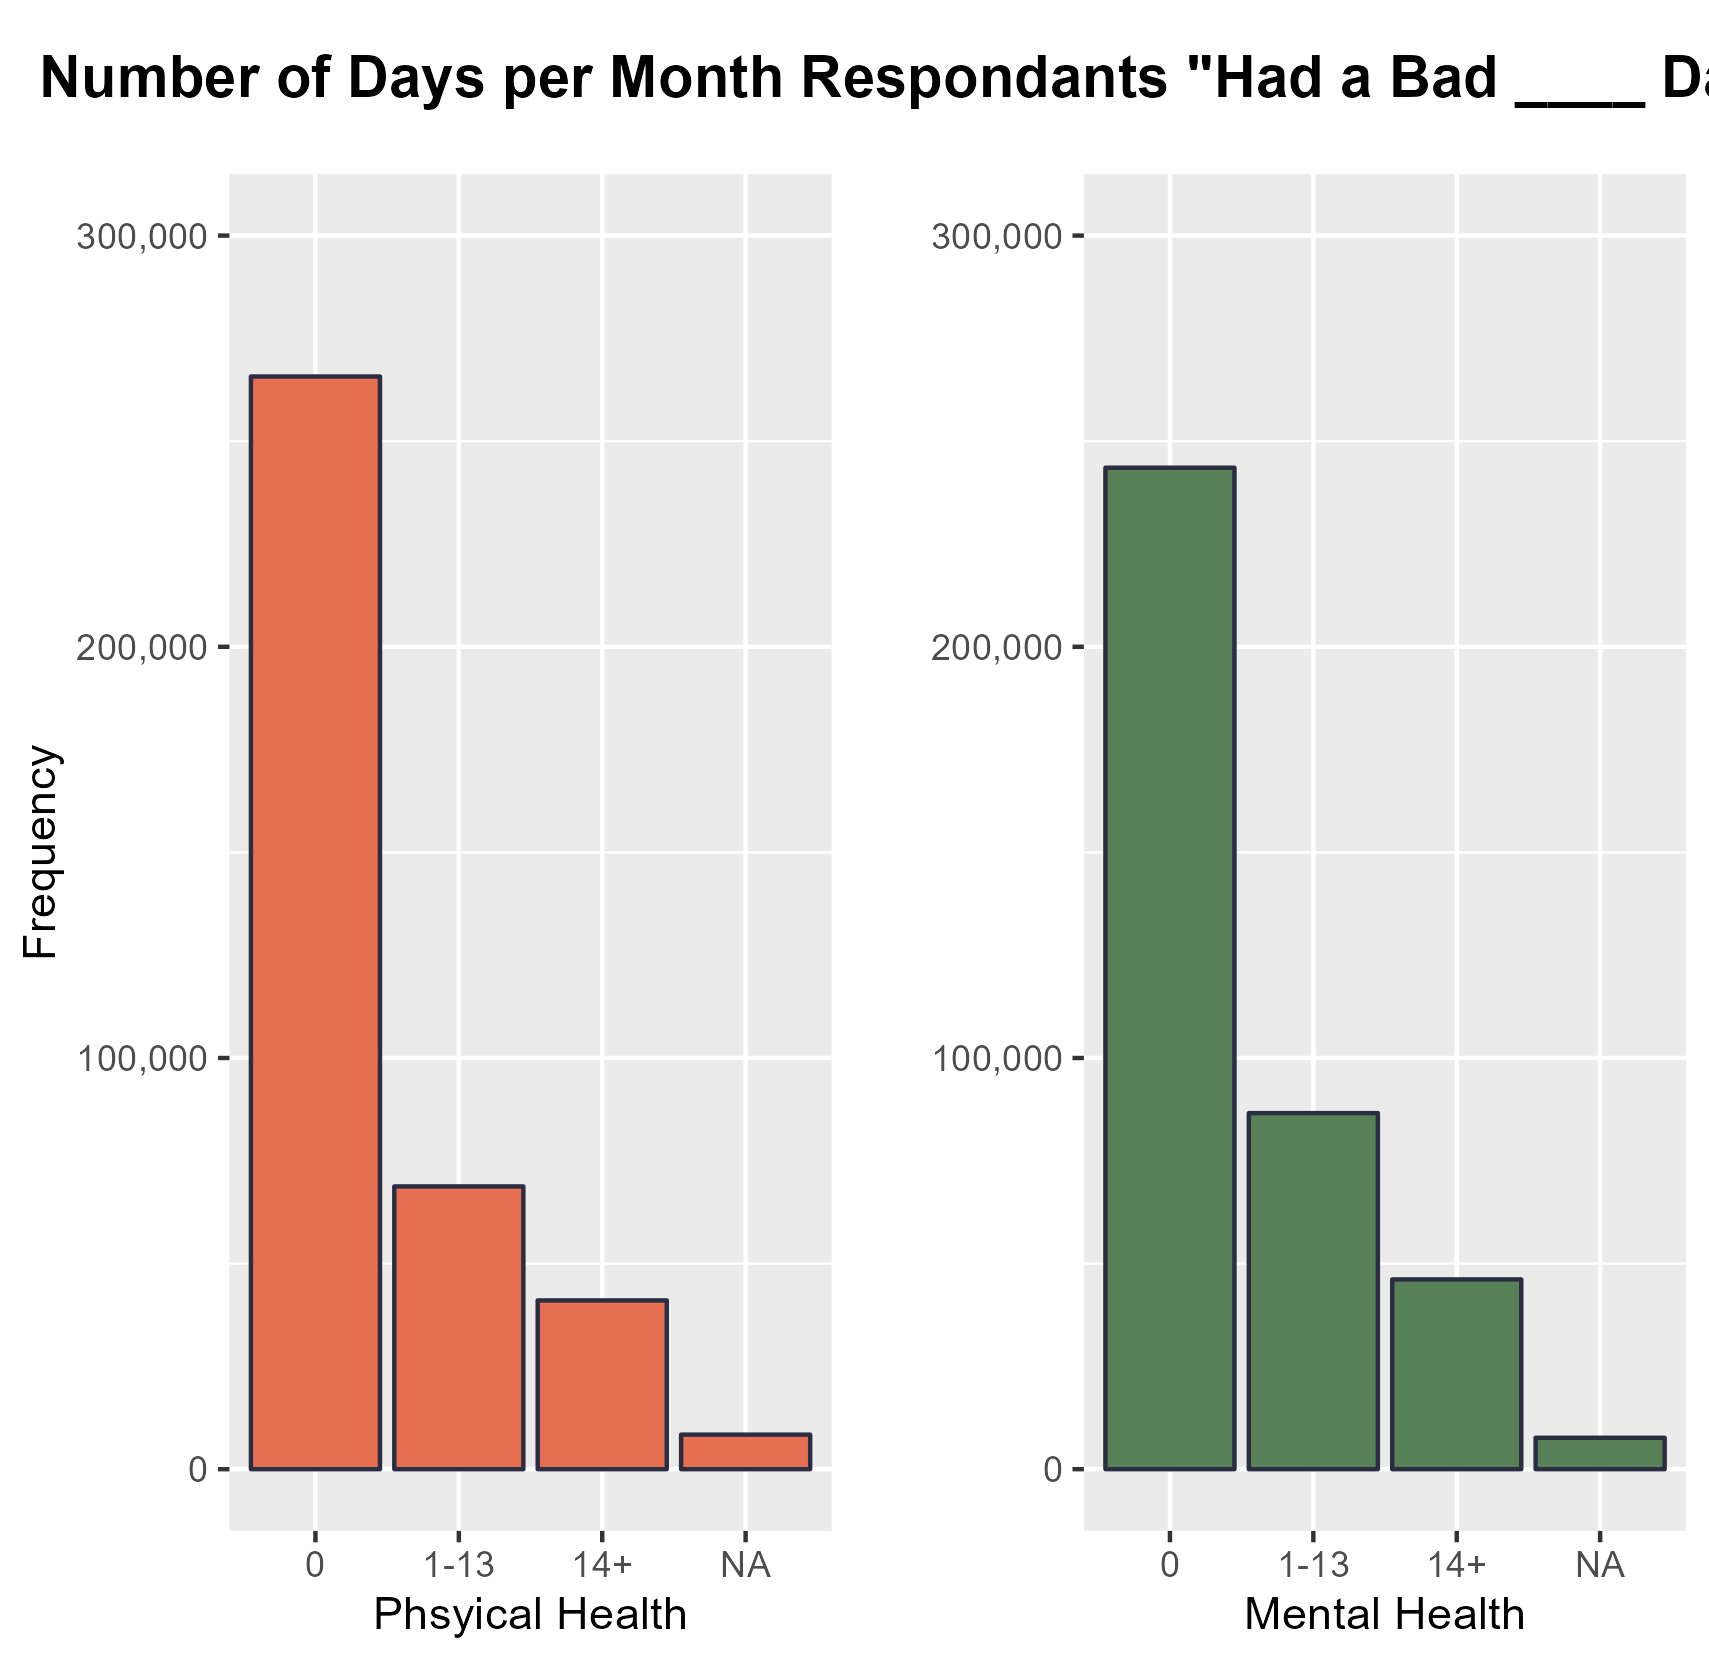 Number of Days per Month Respondants "Had a Bad ____ Da
300,000
200,000
100,000
0
Frequency
0 1-13 14+ NA
Phsyical Health
300,000
200,000
100,000
0
0 1-13 14+ NA
Mental Health